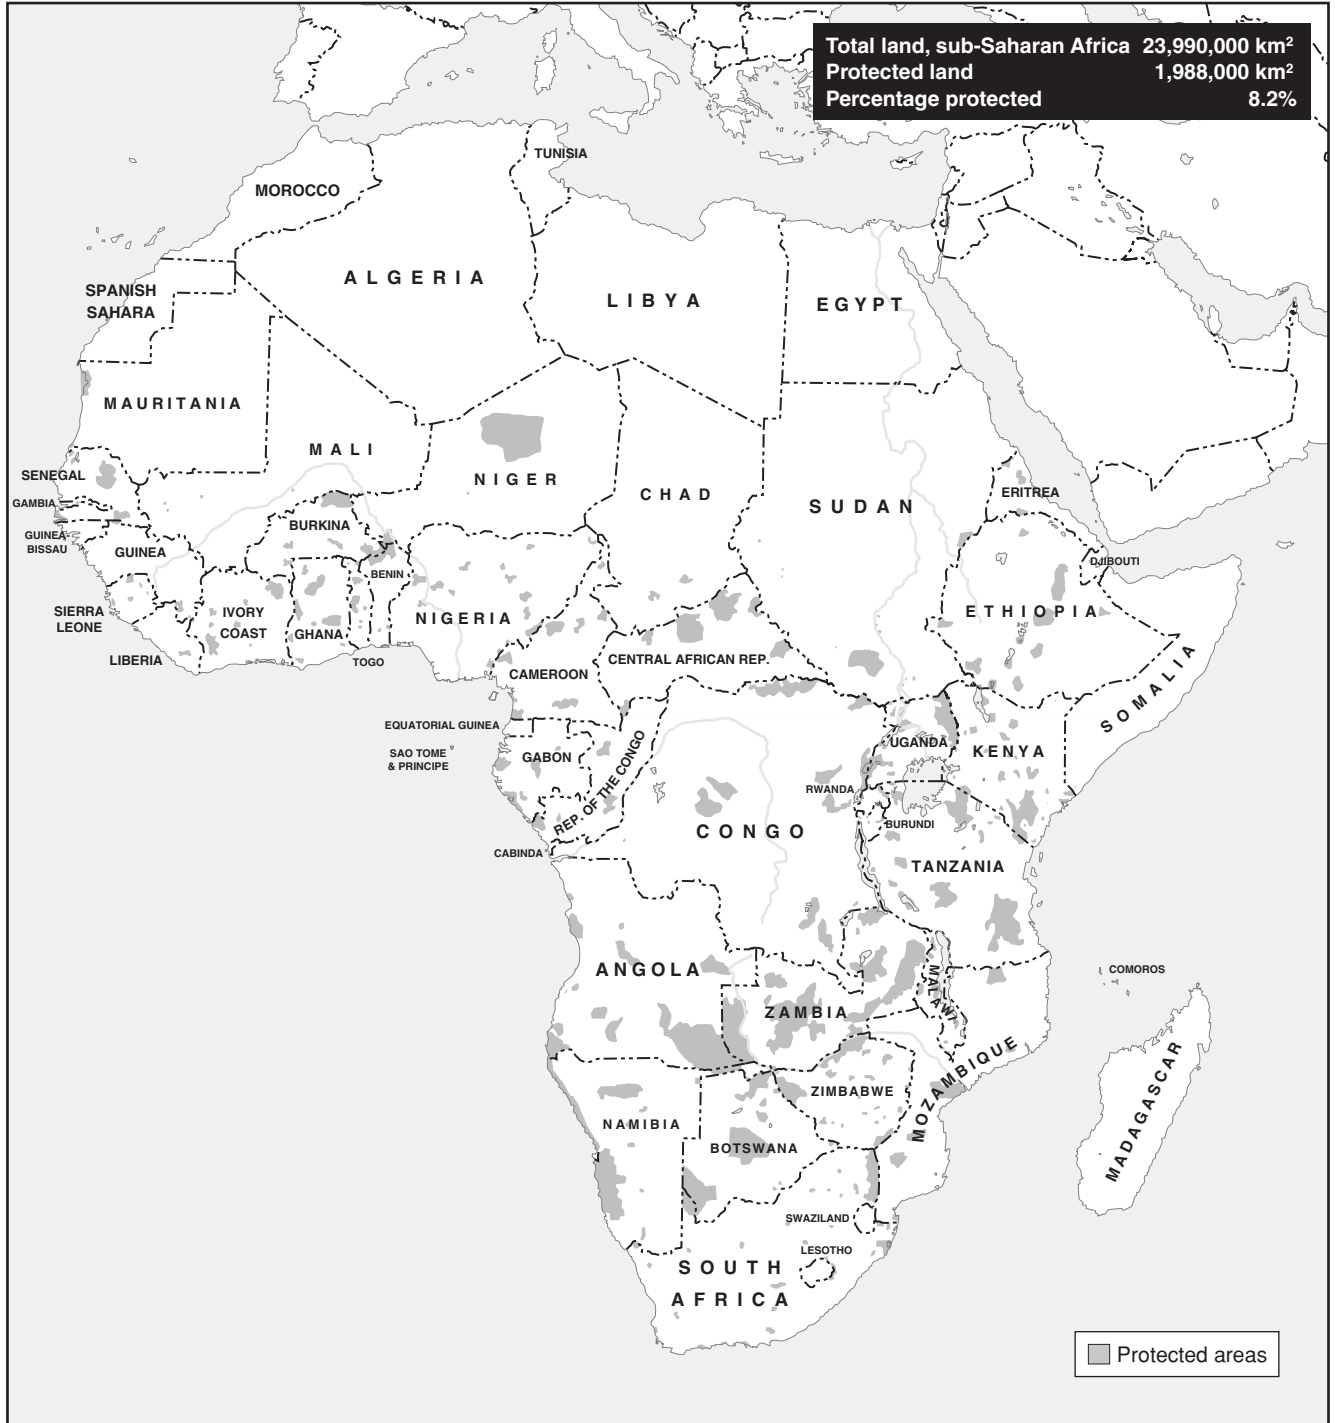 Total land, sub-Saharan Africa 23,990,000 km²
Protected land 1,988,000 km²
Percentage protected 8.2%
TUNISIA
MOROCCO
ALGERIA
LIBYA
EGYPT
SPANISH
SAHARA
MAURITANIA
MALI
NIGER
CHAD
SUDAN
ERITREA
SENEGAL
GAMBIA
GUINEA-
BISSAU
GUINEA
BURKINA
BENIN
DJIBOUTI
SIERRA
LEONE
IVORY
COAST
GHANA
NIGERIA
ETHIOPIA
LIBERIA
TOGO
CAMEROON
CENTRAL AFRICAN REP.
SOMALIA
EQUATORIAL GUINEA
SAO TOME
& PRINCIPE
GABON
REP. OF THE CONGO
UGANDA
KENYA
RWANDA
CONGO
BURUNDI
CABINDA
TANZANIA
ANGOLA
ZAMBIA
MALAWI
COMOROS
MOZAMBIQUE
ZIMBABWE
MADAGASCAR
NAMIBIA
BOTSWANA
SWAZILAND
LESOTHO
SOUTH
AFRICA
Protected areas